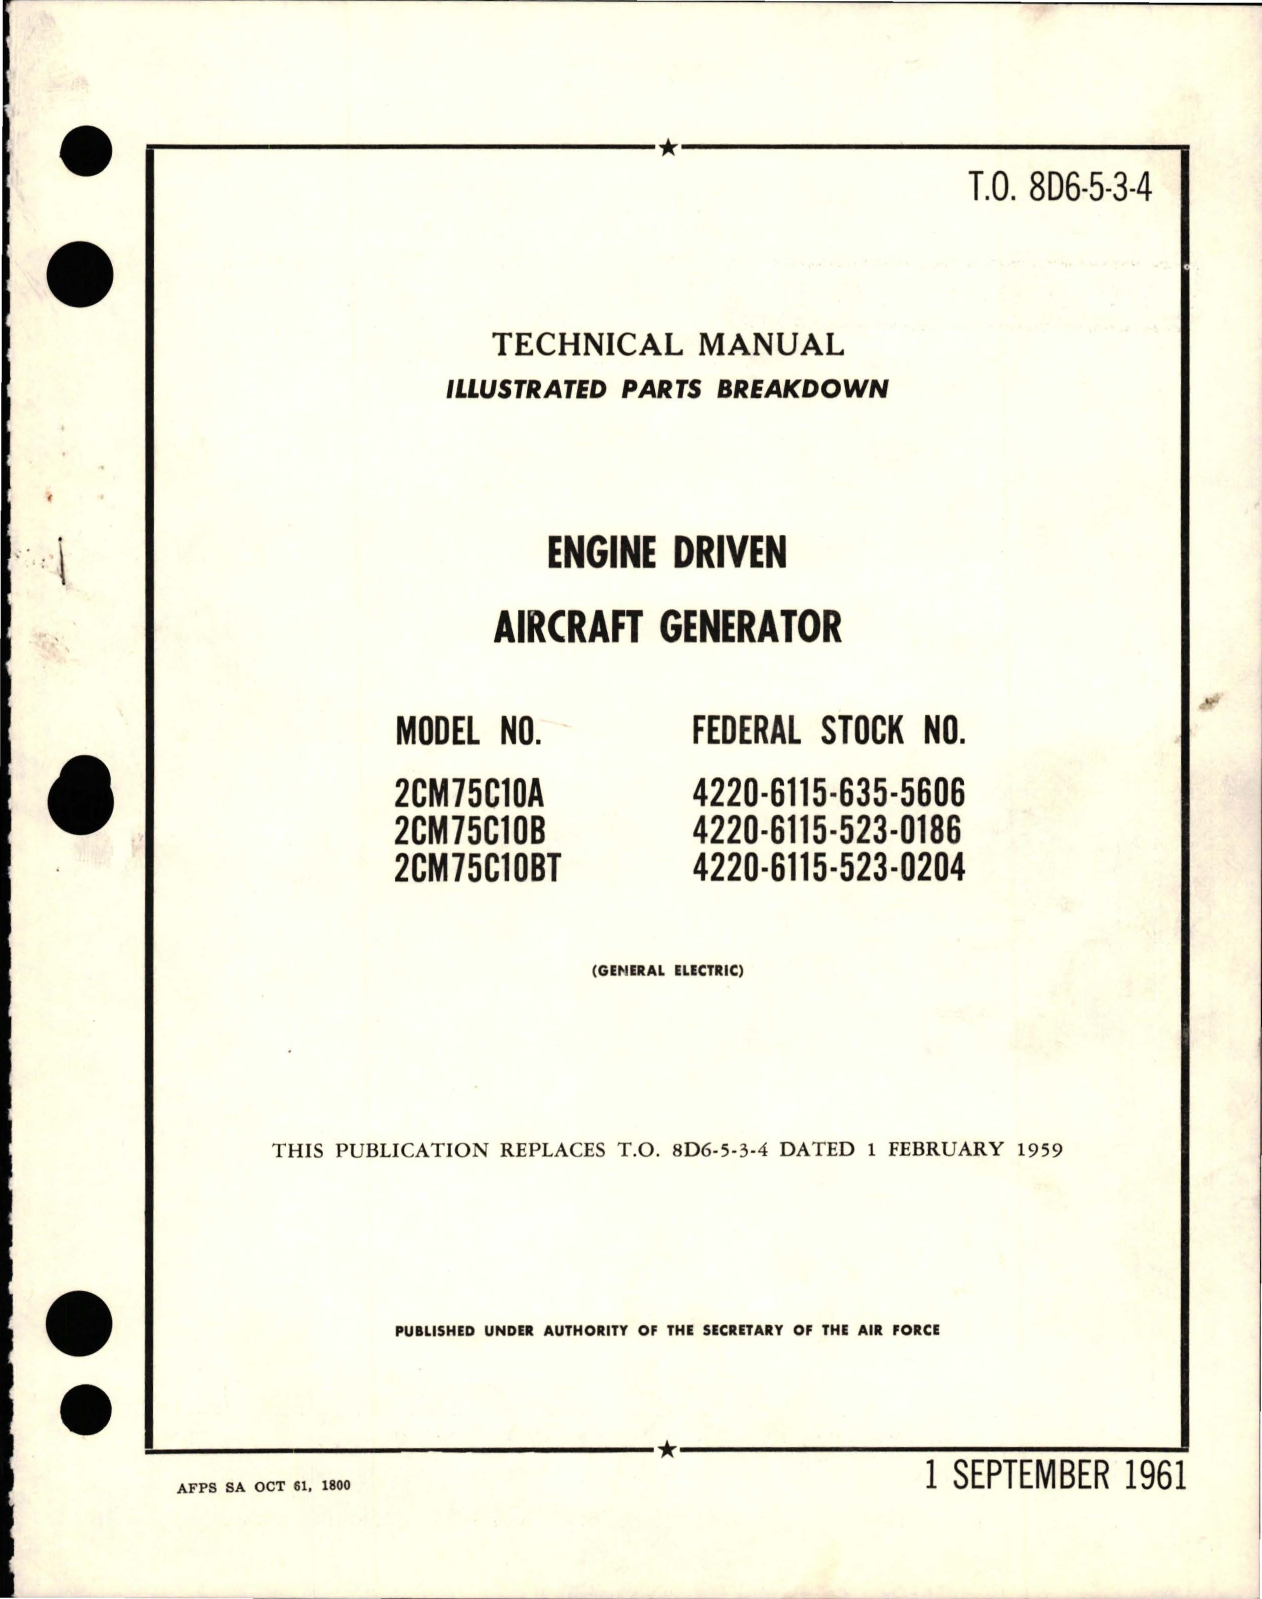 T.O. 8D6-5-3-4
TECHNICAL MANUAL
ILLUSTRATED PARTS BREAKDOWN
ENGINE DRIVEN
AIRCRAFT GENERATOR
MODEL NO. FEDERAL STOCK NO.
2CM75C10A 4220-6115-635-5606
2CM75C10B 4220-6115-523-0186
2CM75C10BT 4220-6115-523-0204
(GENERAL ELECTRIC)
THIS PUBLICATION REPLACES T.O. 8D6-5-3-4 DATED 1 FEBRUARY 1959
PUBLISHED UNDER AUTHORITY OF THE SECRETARY OF THE AIR FORCE
AFPS SA OCT 61, 1800
1 SEPTEMBER 1961